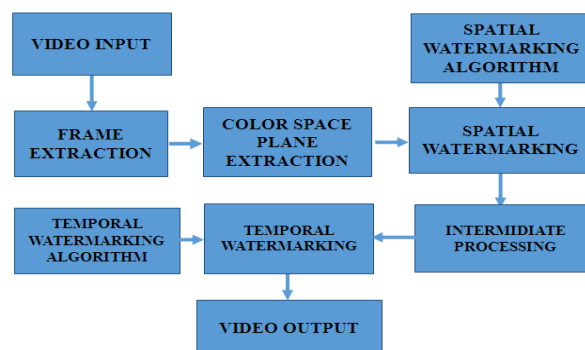 VIDEO INPUT
SPATIAL
WATERMARKING
ALGORITHM
FRAME
EXTRACTION
COLOR SPACE
PLANE
EXTRACTION
SPATIAL
WATERMARKING
TEMPORAL
WATERMARKING
ALGORITHM
TEMPORAL
WATERMARKING
INTERMIDIATE
PROCESSING
VIDEO OUTPUT